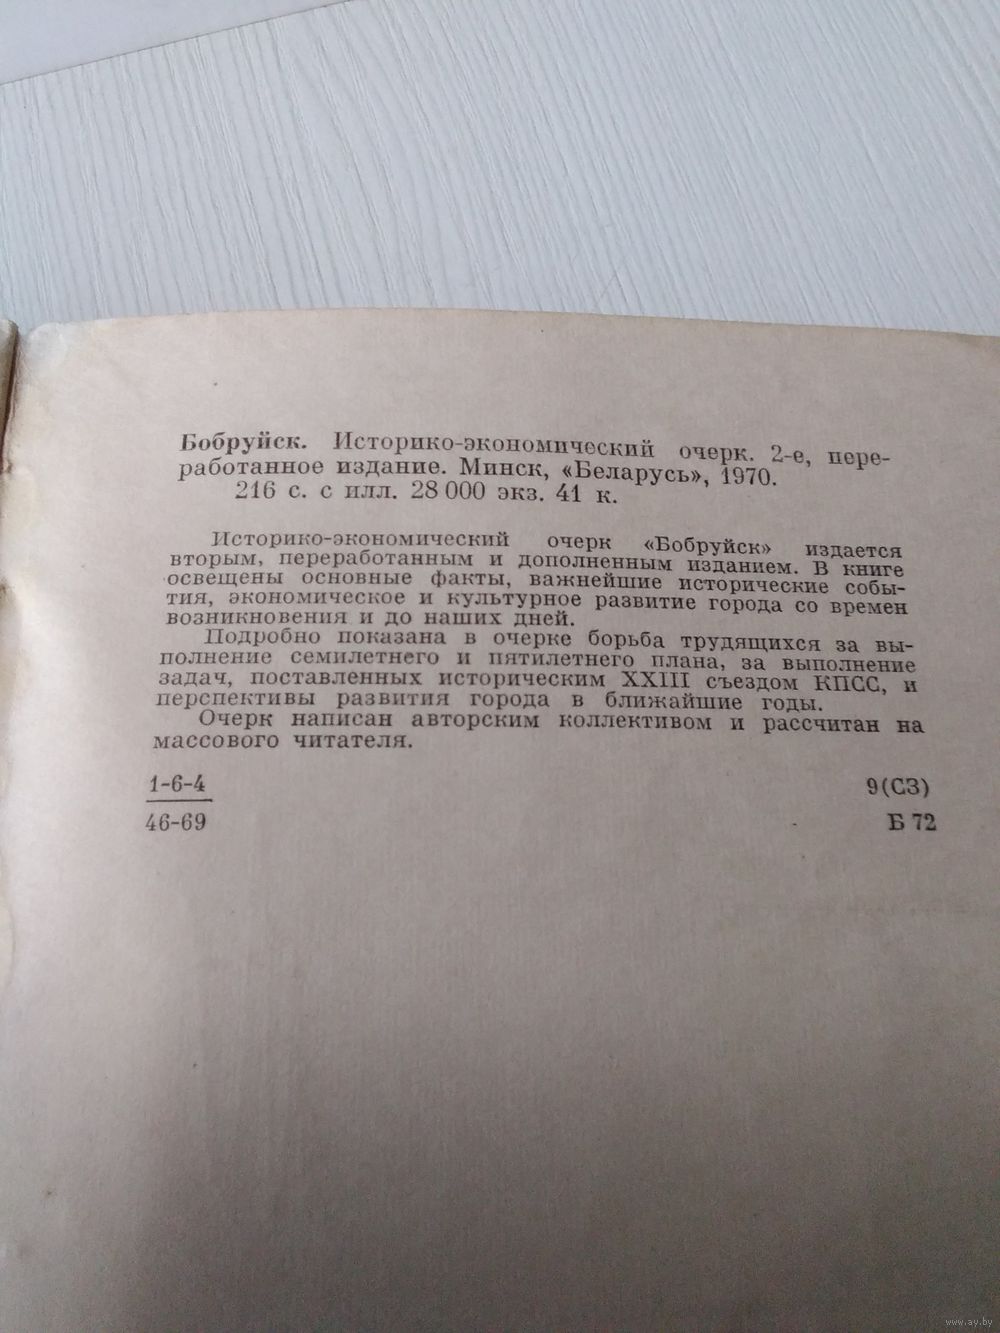 Бобруйск. Историко-экономический очерк. 2-е, пере-
работанное издание. Минск, «Беларусь», 1970.
216 с. с илл. 28 000 экз. 41 к.
Историко-экономический очерк «Бобруйск» издается
вторым, переработанным и дополненным изданием. В книге
освещены основные факты, важнейшие исторические собы-
тия, экономическое и культурное развитие города со времен
возникновения и до наших дней.
Подробно показана в очерке борьба трудящихся за вы-
полнение семилетнего и пятилетнего плана, за выполнение
задач, поставленных историческим XXIII съездом КПСС, и
перспективы развития города в ближайшие годы.
Очерк написан авторским коллективом и рассчитан на
массового читателя.
1-6-4
46-69
9(С3)
Б 72
www.ay.by